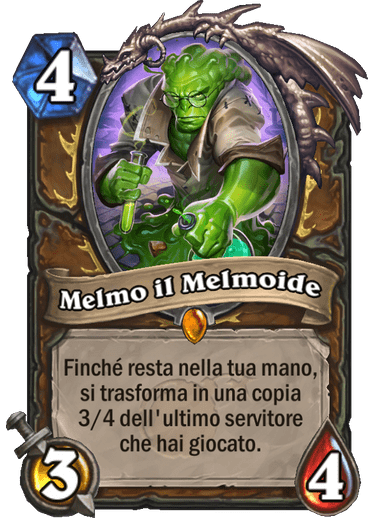 4
Melmo il Melmoide
Finché resta nella tua mano,
si trasforma in una copia
3/4 dell'ultimo servitore
che hai giocato.
3
4